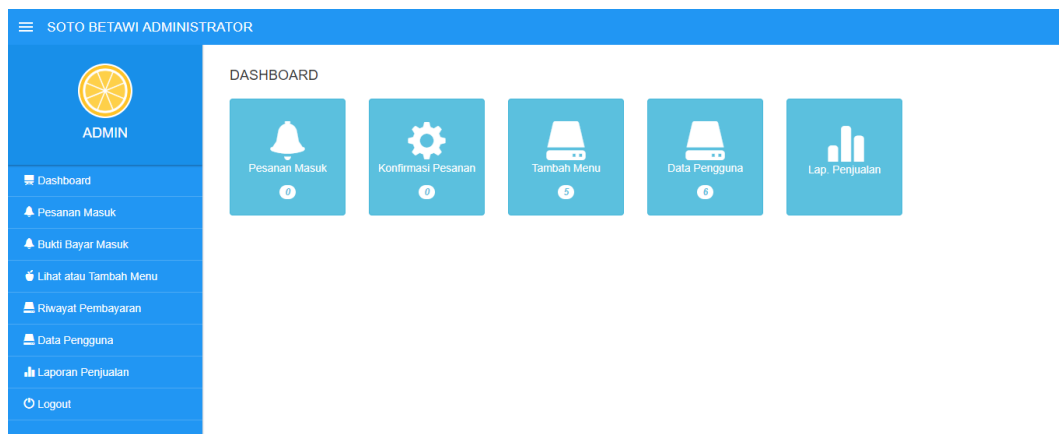 SOTO BETAWI ADMINISTRATOR
ADMIN
Dashboard
Pesanan Masuk
Bukti Bayar Masuk
Lihat atau Tambah Menu
Riwayat Pembayaran
Data Pengguna
Laporan Penjualan
Logout
DASHBOARD
Pesanan Masuk
0
Konfirmasi Pesanan
0
Tambah Menu
5
Data Pengguna
6
Lap. Penjualan